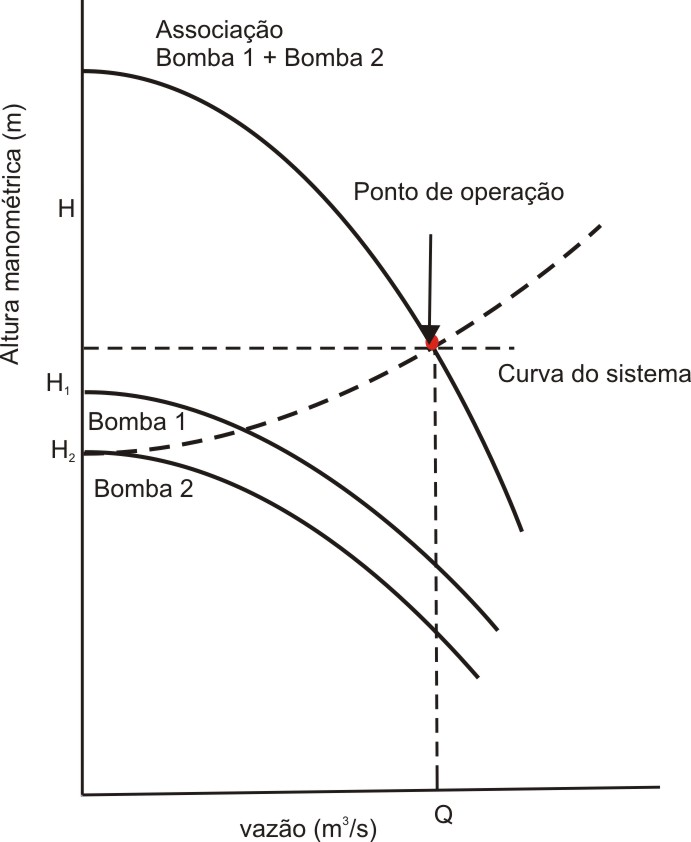 Associação
Bomba 1 + Bomba 2
Altura manométrica (m)
H
Ponto de operação
Curva do sistema
H₁
Bomba 1
H₂
Bomba 2
Q
vazão (m³/s)